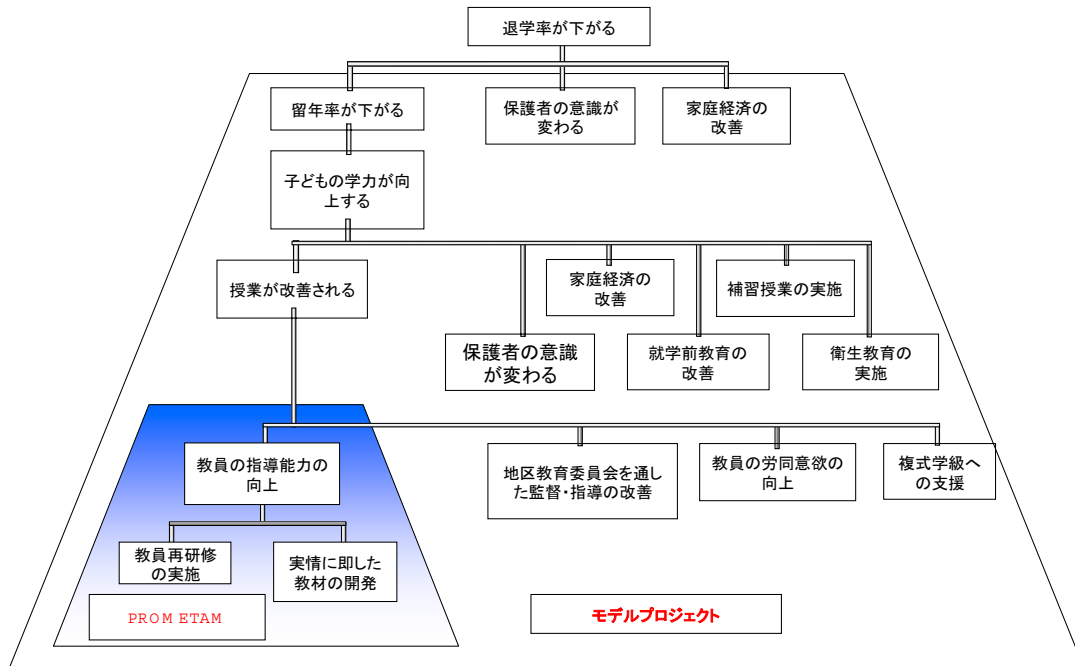 退学率が下がる
留年率が下がる
保護者の意識が
変わる
家庭経済の
改善
子どもの学力が向
上する
授業が改善される
家庭経済の
改善
補習授業の実施
保護者の意識
が変わる
就学前教育の
改善
衛生教育の
実施
教員の指導能力の
向上
地区教育委員会を通し
た監督・指導の改善
教員の労同意欲の
向上
複式学級へ
の支援
教員再研修
の実施
実情に即した
教材の開発
PROM ETAM
モデルプロジェクト